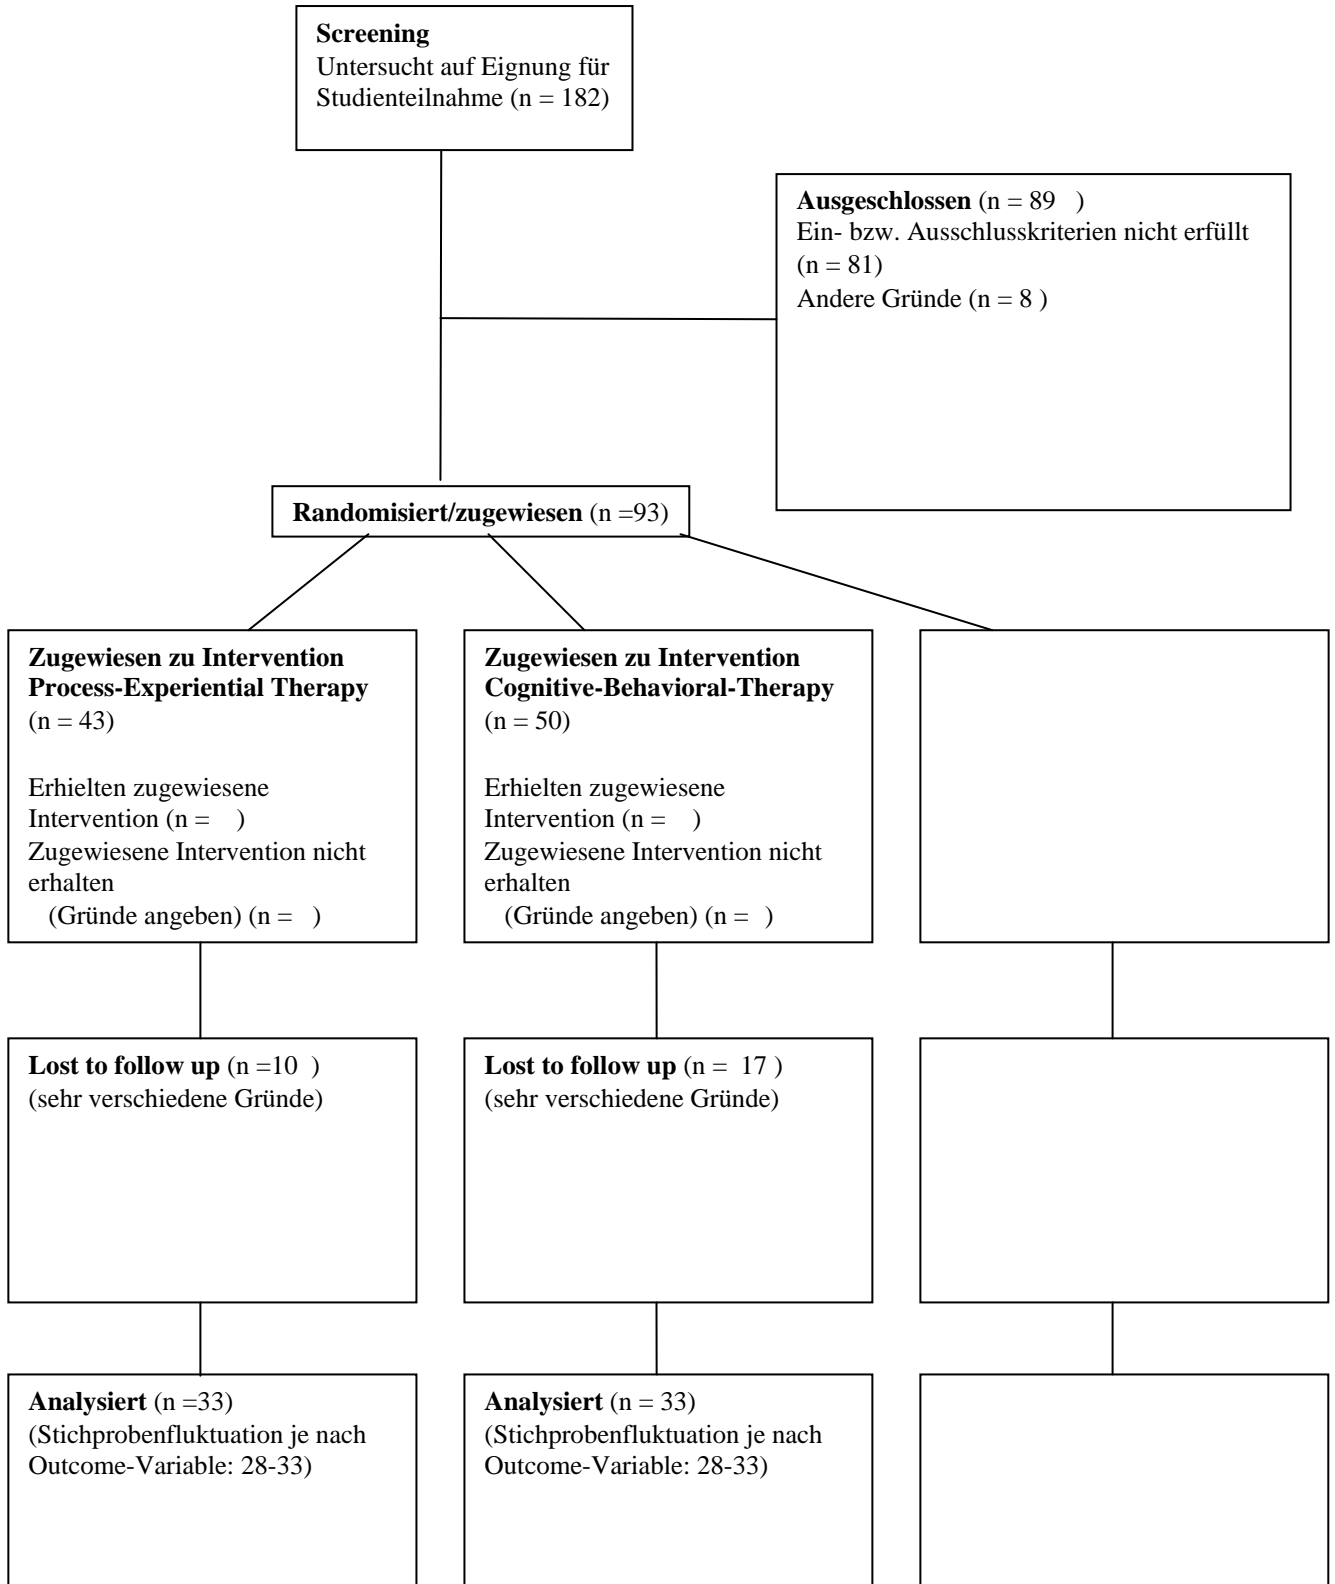 Screening
Untersucht auf Eignung für
Studienteilnahme (n = 182)
Ausgeschlossen (n = 89   )
Ein- bzw. Ausschlusskriterien nicht erfüllt
(n = 81)
Andere Gründe (n = 8 )
Randomisiert/zugewiesen (n =93)
Zugewiesen zu Intervention
Process-Experiential Therapy
(n = 43)
Erhielten zugewiesene
Intervention (n =    )
Zugewiesene Intervention nicht
erhalten
(Gründe angeben) (n =   )
Zugewiesen zu Intervention
Cognitive-Behavioral-Therapy
(n = 50)
Erhielten zugewiesene
Intervention (n =    )
Zugewiesene Intervention nicht
erhalten
(Gründe angeben) (n =   )
Lost to follow up (n =10  )
(sehr verschiedene Gründe)
Lost to follow up (n =  17 )
(sehr verschiedene Gründe)
Analysiert (n =33)
(Stichprobenfluktuation je nach
Outcome-Variable: 28-33)
Analysiert (n = 33)
(Stichprobenfluktuation je nach
Outcome-Variable: 28-33)